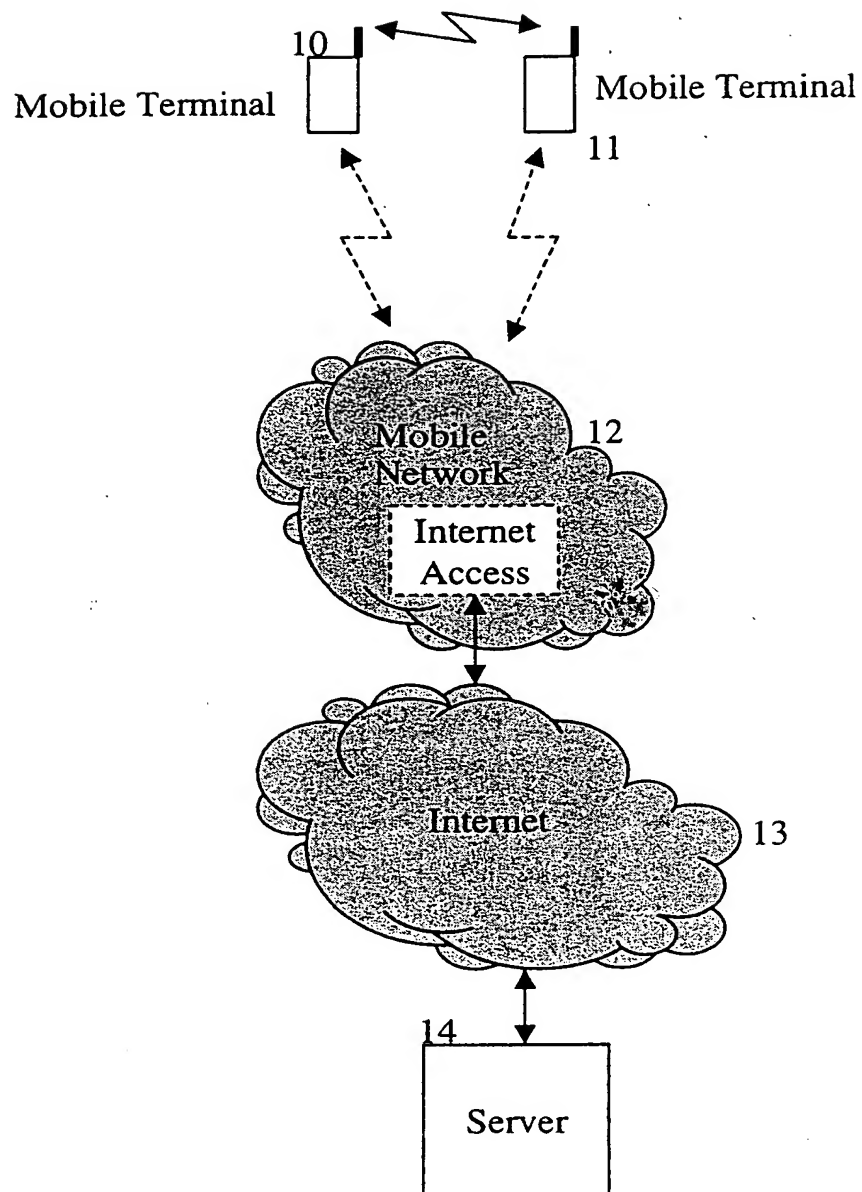 10
Mobile Terminal
Mobile Terminal
11
12
Mobile
Network
Internet
Access
Internet
13
14
Server